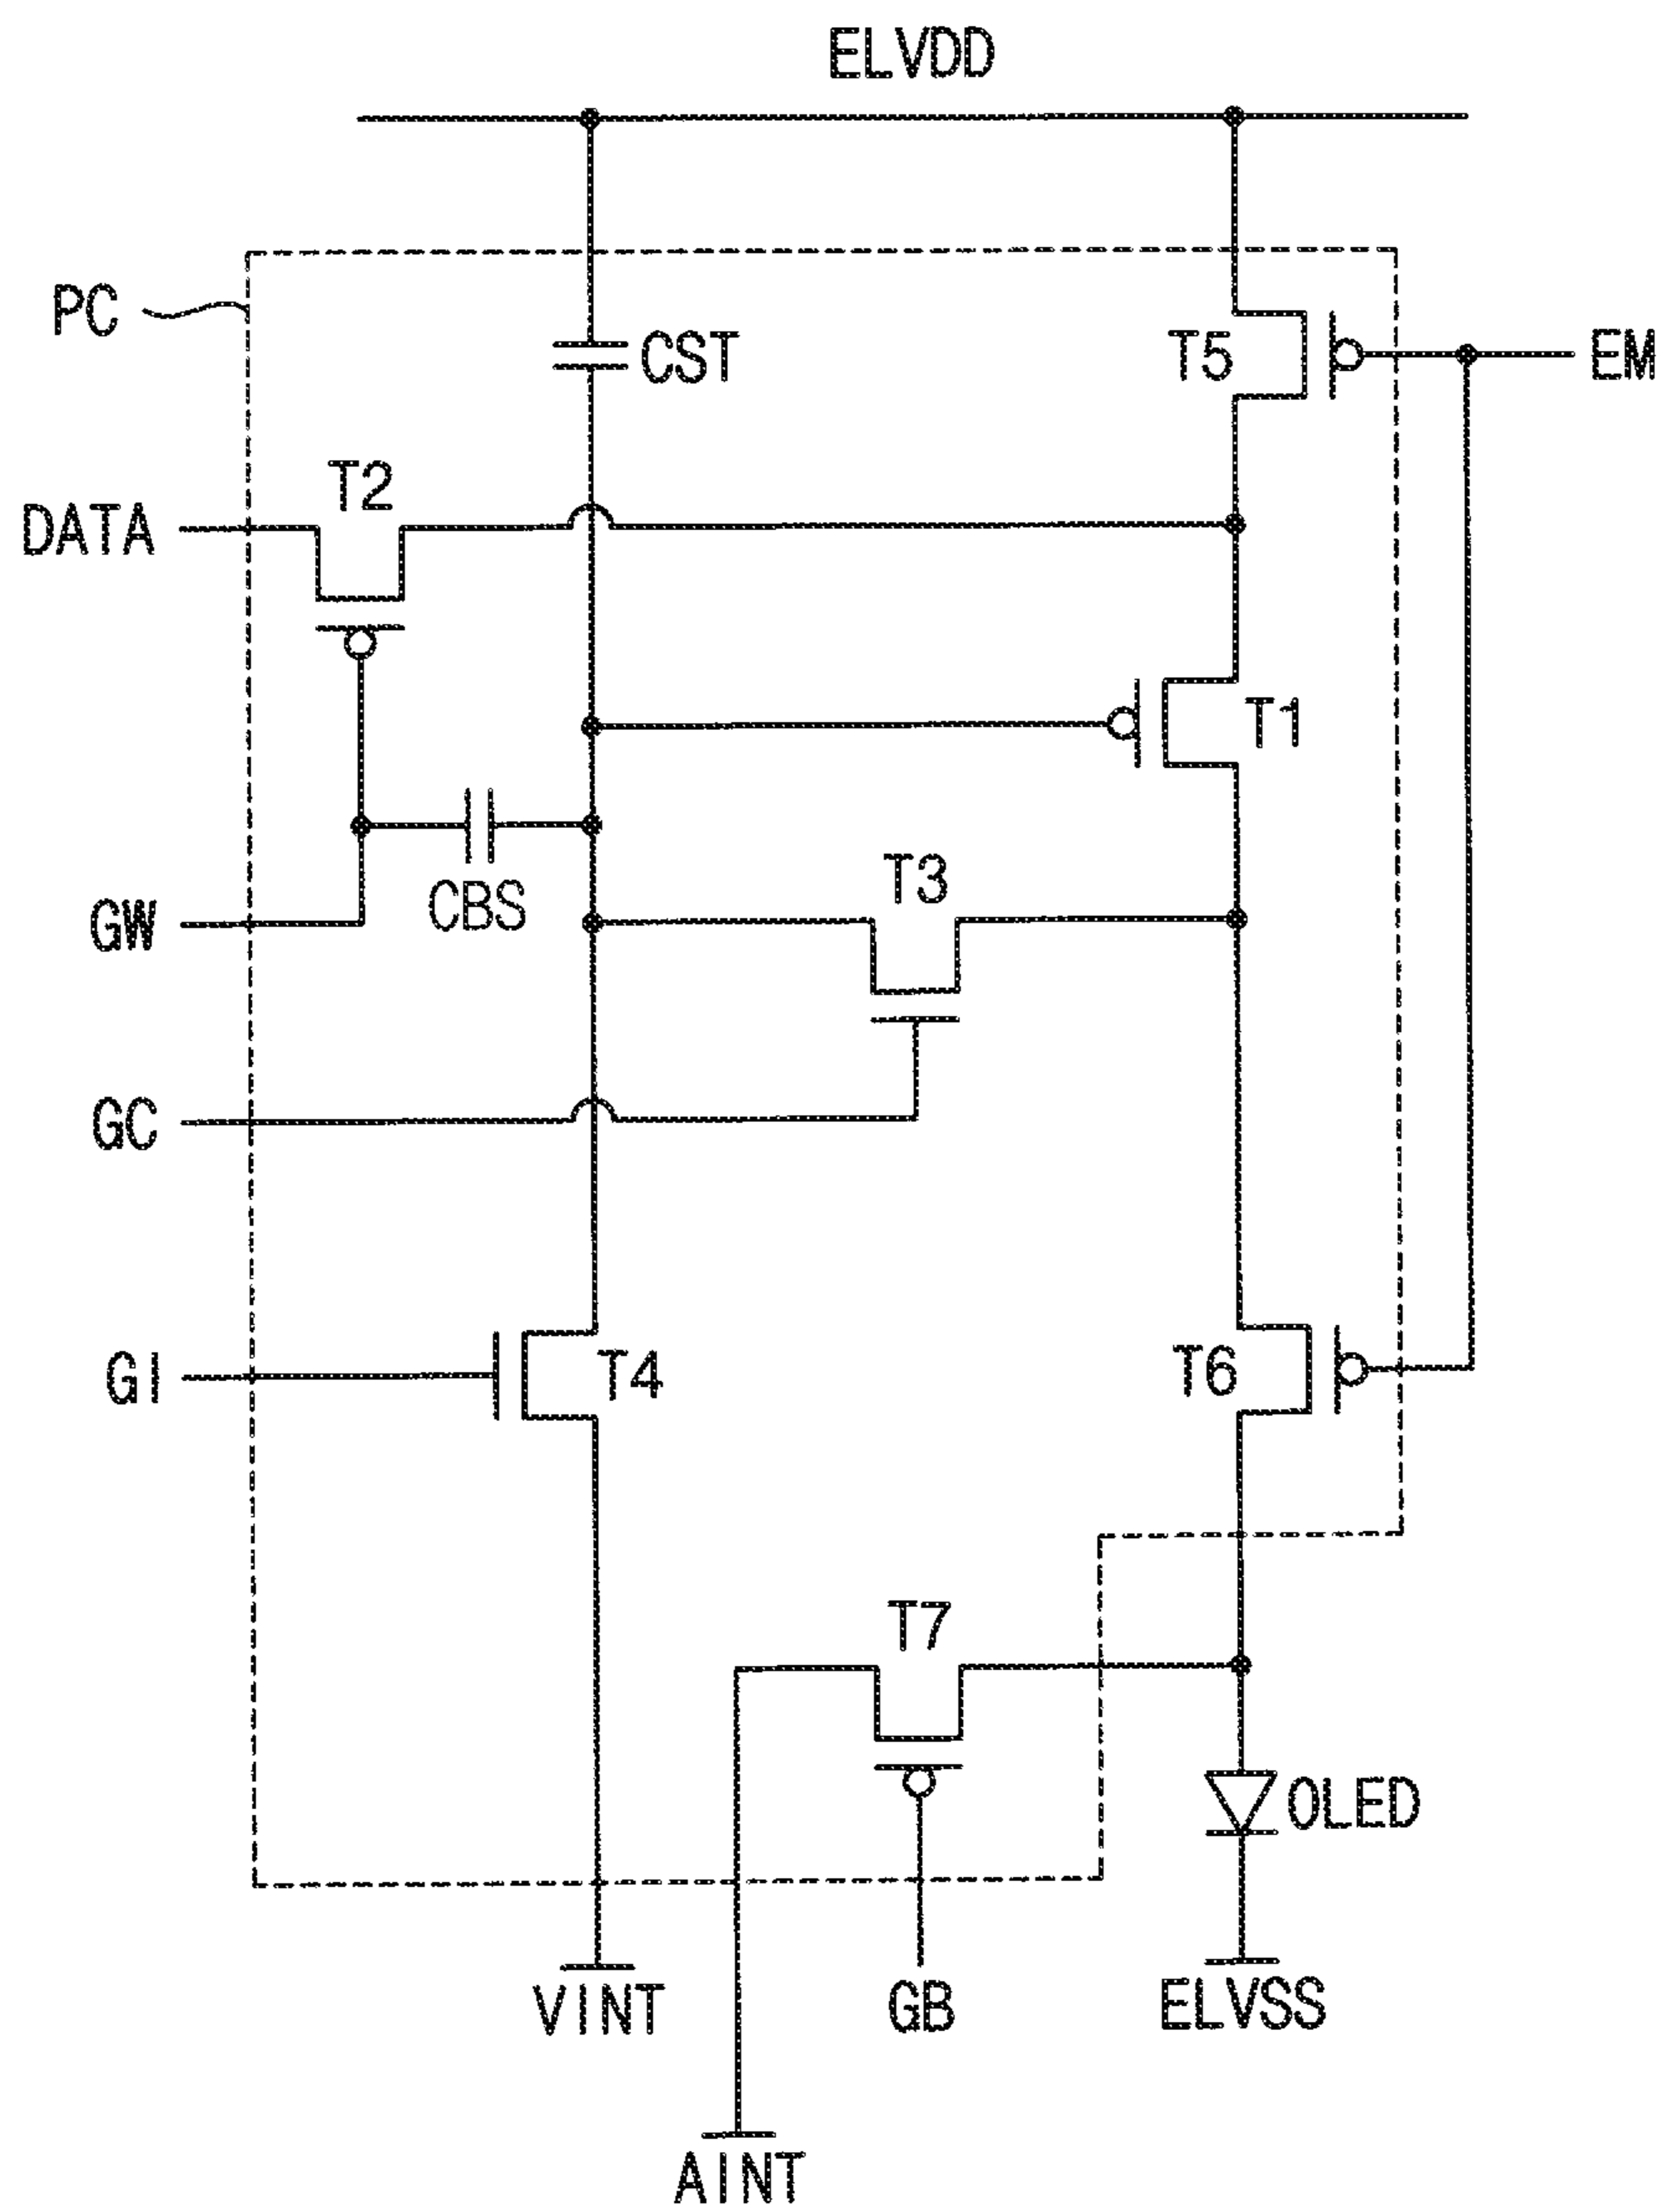 ELVDD
PC
CST
T5
EM
T2
DATA
T1
T3
CBS
GW
GC
GI
T4
T6
T7
OLED
VINT
GB
ELVSS
AINT